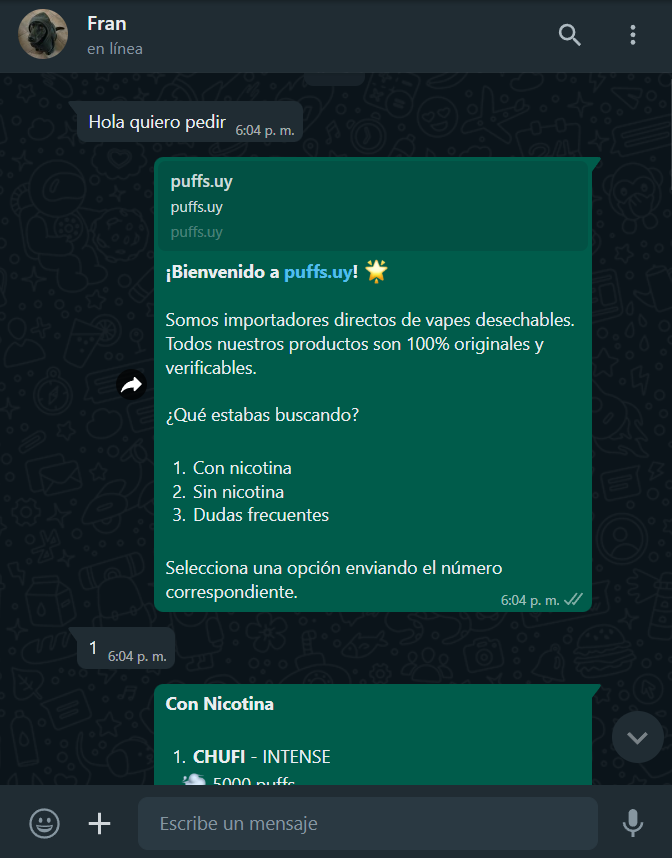 Fran
en línea
Hola quiero pedir
6:04 p. m.
puffs.uy
puffs.uy
puffs.uy
¡Bienvenido a puffs.uy! 🌟
Somos importadores directos de vapes desechables.
Todos nuestros productos son 100% originales y
verificables.
¿Qué estabas buscando?
1. Con nicotina
2. Sin nicotina
3. Dudas frecuentes
Selecciona una opción enviando el número
correspondiente.
6:04 p. m.
1
6:04 p. m.
Con Nicotina
1. CHUFI - INTENSE
💨 5000 puffs
Escribe un mensaje